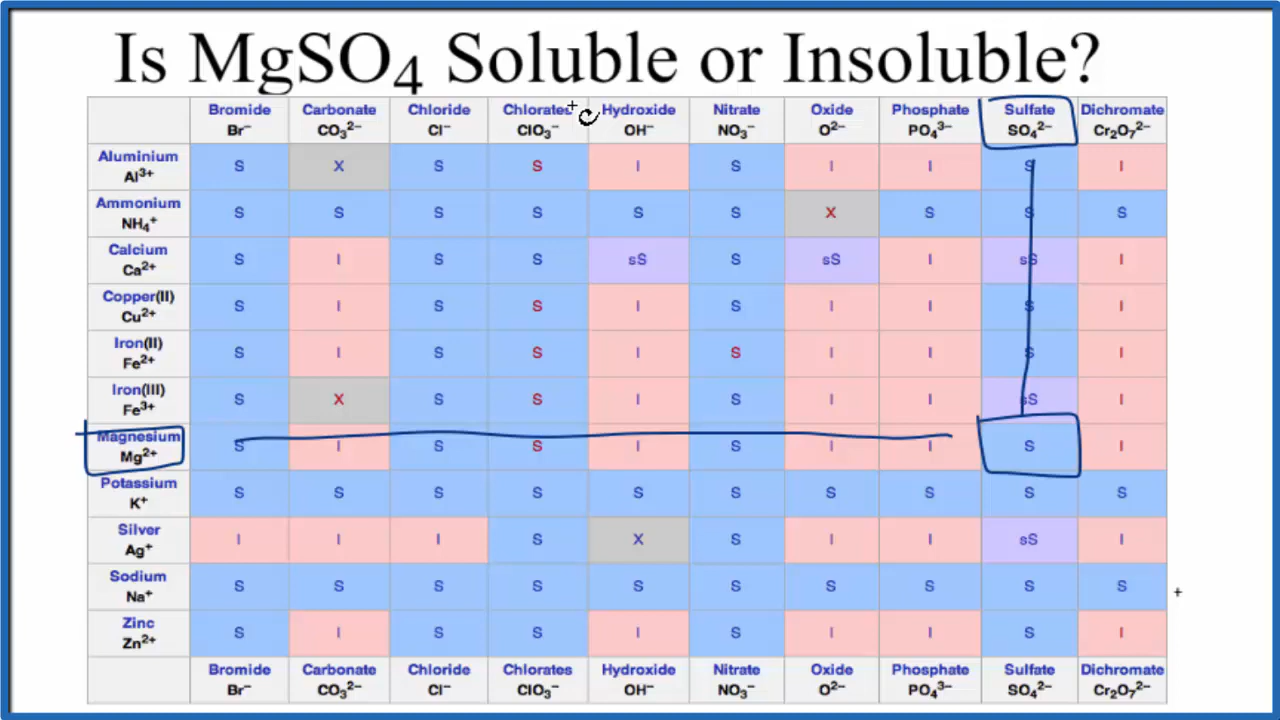 Is MgSO₄ Soluble or Insoluble?
Bromide Carbonate Chloride Chlorates Hydroxide Nitrate Oxide Phosphate Sulfate Dichromate
Br⁻ CO₃²⁻ Cl⁻ ClO₃⁻ OH⁻ NO₃⁻ O²⁻ PO₄³⁻ SO₄²⁻ Cr₂O₇²⁻
Aluminium
Al³⁺
S X S S I S I I S I
Ammonium
NH₄⁺
S S S S S S X S S S
Calcium
Ca²⁺
S I S S sS S sS I sS I
Copper(II)
Cu²⁺
S I S S I S I I S I
Iron(II)
Fe²⁺
S I S S I S I I S I
Iron(III)
Fe³⁺
S X S S I S I I sS I
Magnesium
Mg²⁺
S I S S I S I I S I
Potassium
K⁺
S S S S S S S S S S
Silver
Ag⁺
I I I S X S I I sS I
Sodium
Na⁺
S S S S S S S S S S
Zinc
Zn²⁺
S I S S I S I I S I
Bromide Carbonate Chloride Chlorates Hydroxide Nitrate Oxide Phosphate Sulfate Dichromate
Br⁻ CO₃²⁻ Cl⁻ ClO₃⁻ OH⁻ NO₃⁻ O²⁻ PO₄³⁻ SO₄²⁻ Cr₂O₇²⁻